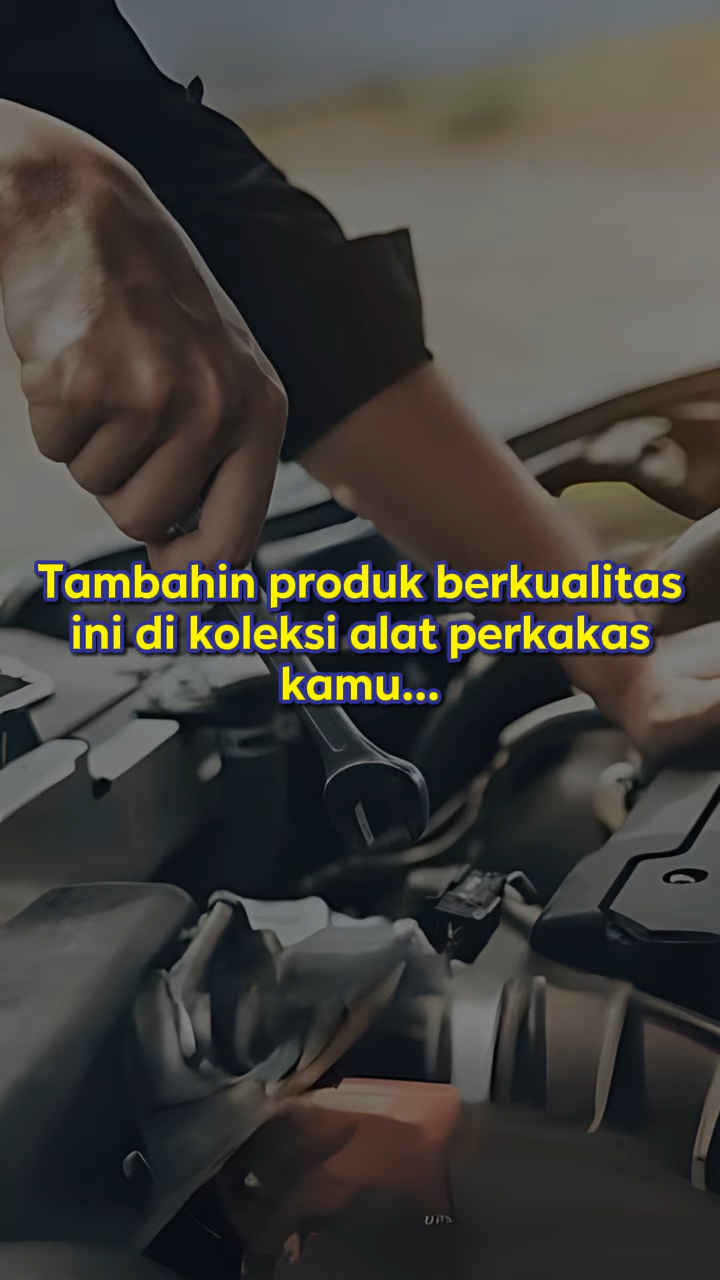 Tambahin produk berkualitas
ini di koleksi alat perkakas
kamu...